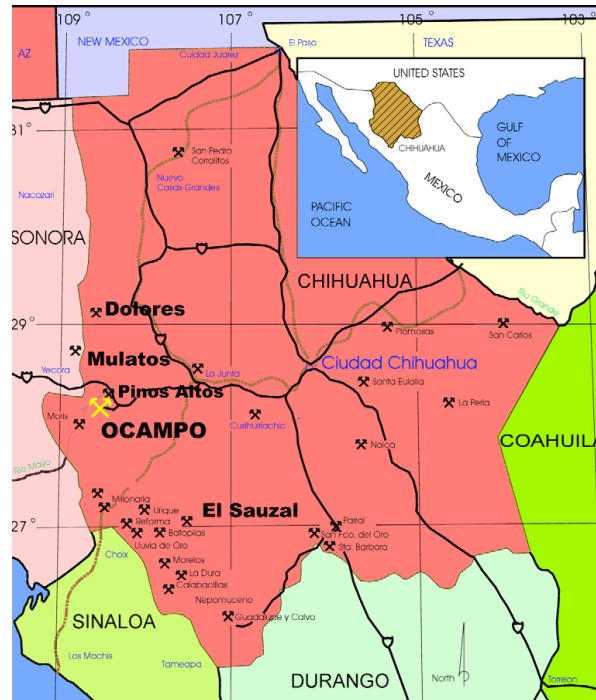 109°
107°
105°
103°
AZ
NEW MEXICO
Cuidad Juarez
El Paso
TEXAS
UNITED STATES
GULF
OF
MEXICO
CHIHUAHUA
MEXICO
PACIFIC
OCEAN
31°
San Pedro
Corralitos
Nuevo
Casas Grandes
Nacozari
SONORA
CHIHUAHUA
Rio Grande
Dolores
29°
Plomosas
San Carlos
Mulatos
Yecora
La Junta
Ciudad Chihuahua
Pinos Altos
Santa Eulalia
La Perla
Moris
OCAMPO
Cusihuiriachic
Naica
COAHUILA
Rio Mayo
Millonaria
Urique
El Sauzal
27°
Reforma
Batopilas
Lluvia de Oro
Parral
San Fco. del Oro
Sta. Barbara
Choix
Morelos
La Dura
Calabacillas
Nepomuceno
Guadalupe y Calvo
SINALOA
Los Mochis
Tameapa
DURANGO
North
Torreon